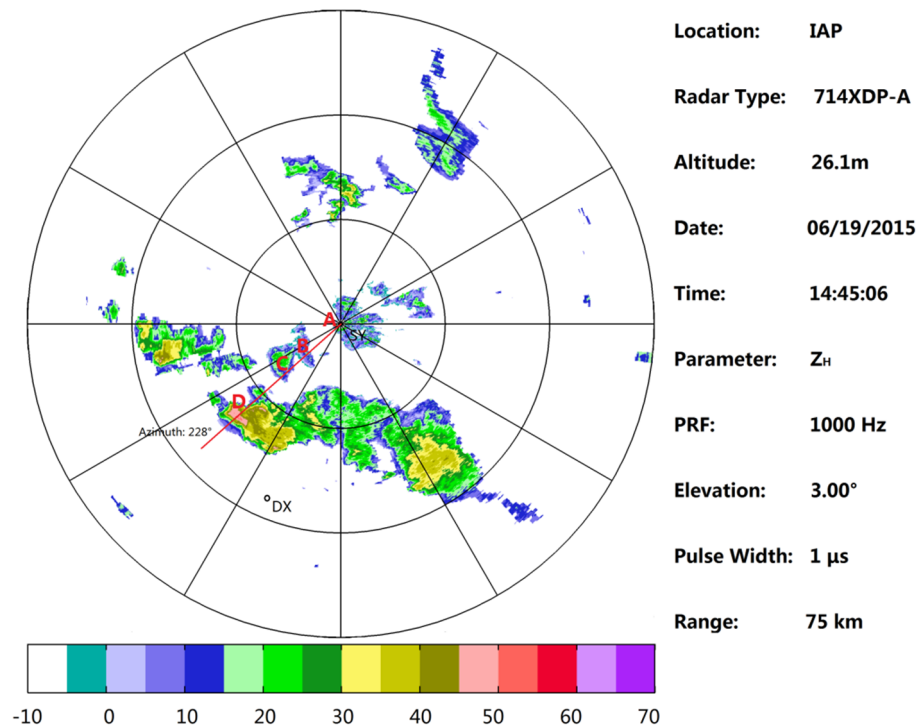 Location: IAP
Radar Type: 714XDP-A
Altitude: 26.1m
Date: 06/19/2015
Time: 14:45:06
Parameter: ZH
PRF: 1000 Hz
Elevation: 3.00°
Pulse Width: 1 μs
Range: 75 km
A
SY
B
C
D
Azimuth: 228°
DX
-10 0 10 20 30 40 50 60 70